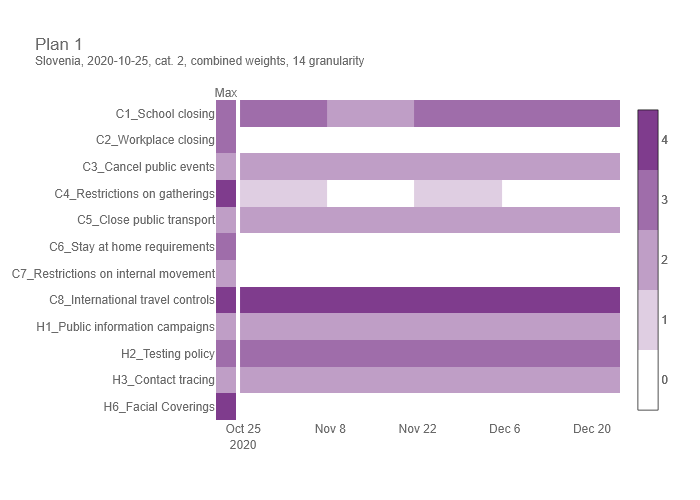 Plan 1
Slovenia, 2020-10-25, cat. 2, combined weights, 14 granularity
Max
C1_School closing
C2_Workplace closing
C3_Cancel public events
C4_Restrictions on gatherings
C5_Close public transport
C6_Stay at home requirements
C7_Restrictions on internal movement
C8_International travel controls
H1_Public information campaigns
H2_Testing policy
H3_Contact tracing
H6_Facial Coverings
Oct 25 Nov 8 Nov 22 Dec 6 Dec 20
2020
4
3
2
1
0